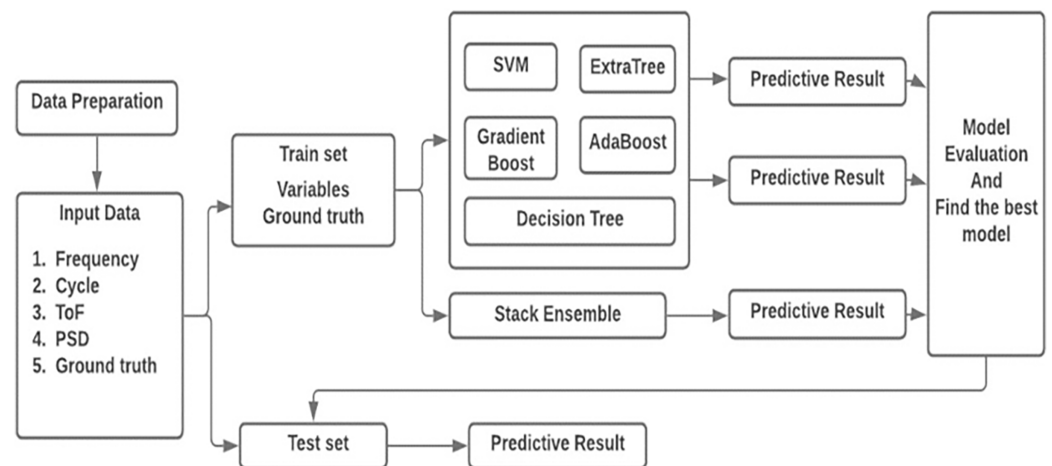 Data Preparation
Input Data
1. Frequency
2. Cycle
3. ToF
4. PSD
5. Ground truth
Train set
Variables
Ground truth
SVM
ExtraTree
Gradient
Boost
AdaBoost
Decision Tree
Stack Ensemble
Predictive Result
Predictive Result
Predictive Result
Model
Evaluation
And
Find the best
model
Test set
Predictive Result